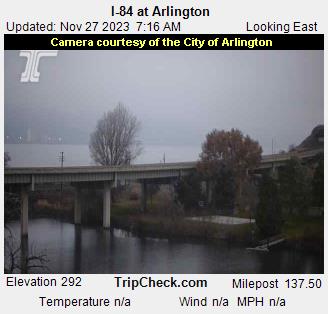 I-84 at Arlington
Updated: Nov 27 2023 7:16 AM Looking East
Camera courtesy of the City of Arlington
Elevation 292 TripCheck.com Milepost 137.50
Temperature n/a Wind n/a MPH n/a